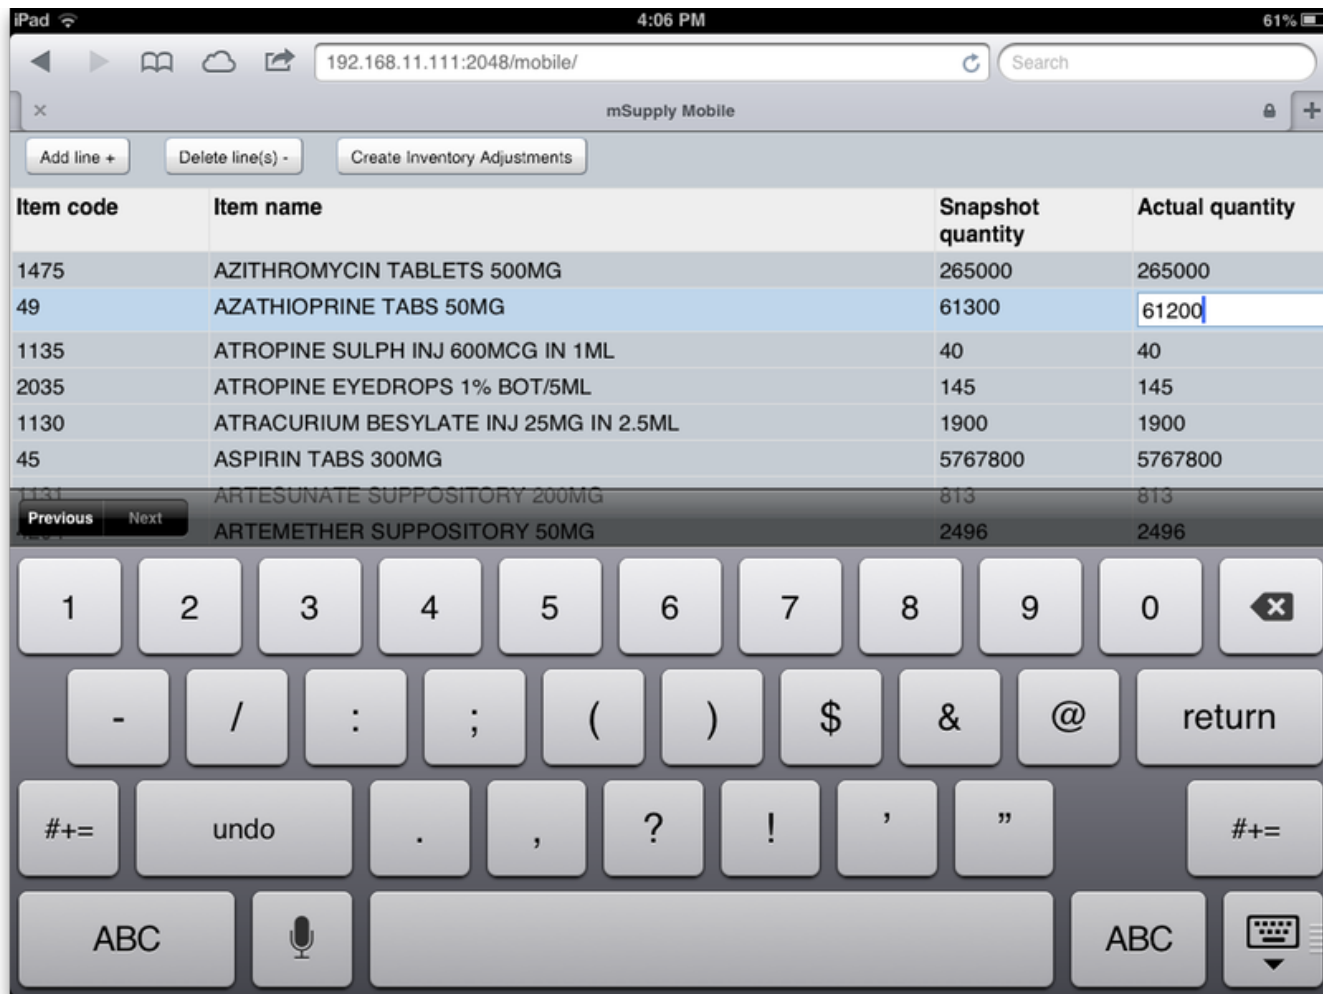 iPad 4:06 PM 61%
192.168.11.111:2048/mobile/ Search
mSupply Mobile
Add line + Delete line(s) - Create Inventory Adjustments
Item code Item name Snapshot quantity Actual quantity
1475 AZITHROMYCIN TABLETS 500MG 265000 265000
49 AZATHIOPRINE TABS 50MG 61300 61200
1135 ATROPINE SULPH INJ 600MCG IN 1ML 40 40
2035 ATROPINE EYEDROPS 1% BOT/5ML 145 145
1130 ATRACURIUM BESYLATE INJ 25MG IN 2.5ML 1900 1900
45 ASPIRIN TABS 300MG 5767800 5767800
1131 ARTESUNATE SUPPOSITORY 200MG 813 813
Previous Next
ARTEMETHER SUPPOSITORY 50MG 2496 2496
1 2 3 4 5 6 7 8 9 0
- / : ; ( ) $ & @ return
#+= undo . , ? ! ' " #+=
ABC ABC